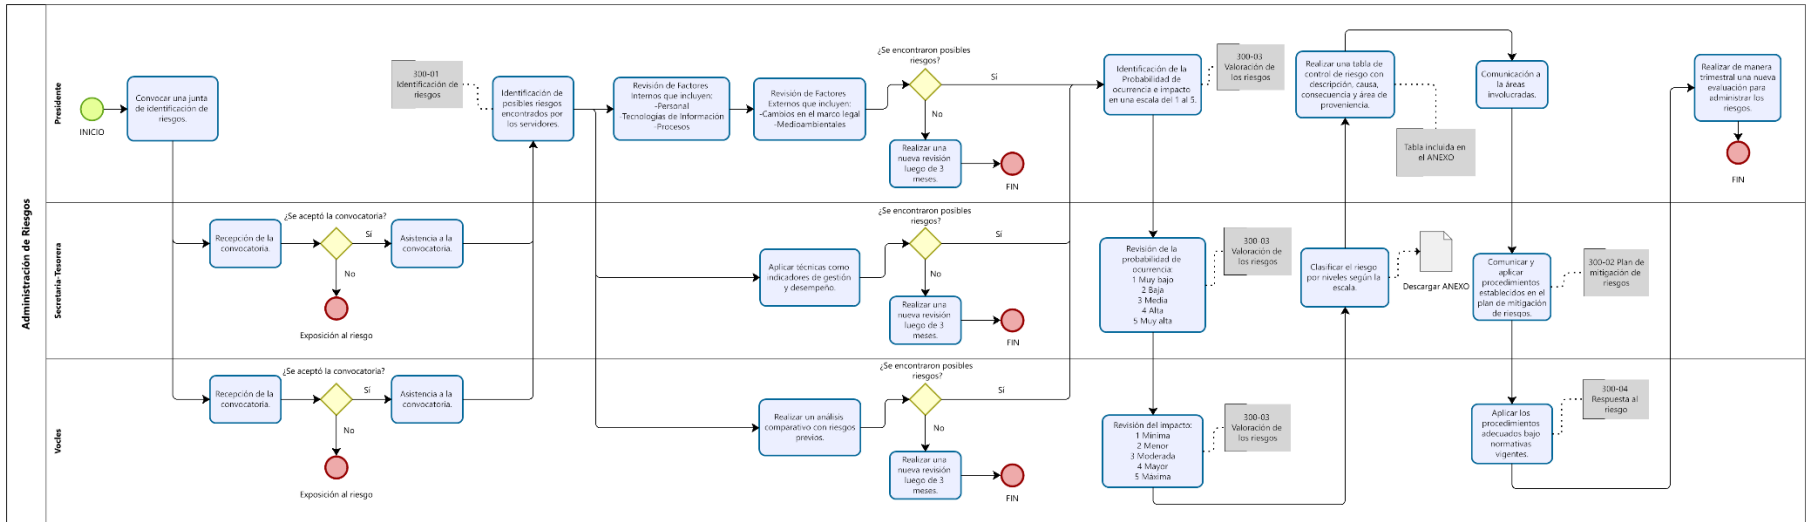 Administración de Riesgos
Presidente
INICIO
Convocar una junta
de identificación de
riesgos.
300-01
Identificación de
riesgos
Identificación de
posibles riesgos
encontrados por
los servidores.
Revisión de Factores
Internos que incluyen:
-Personal
-Tecnologías de Información
-Procesos
Revisión de Factores
Externos que incluyen:
-Cambios en el marco legal
-Medioambientales
¿Se encontraron posibles
riesgos?
Sí
No
Realizar una
nueva revisión
luego de 3
meses.
FIN
Identificación de la
Probabilidad de
ocurrencia e impacto
en una escala del 1 al 5.
300-03
Valoración de
los riesgos
Realizar una tabla de
control de riesgo con
descripción, causa,
consecuencia y área de
proveniencia.
Tabla incluida en
el ANEXO
Comunicación a
la áreas
involucradas.
Realizar de manera
trimestral una nueva
evaluación para
administrar los
riesgos.
FIN
Secretaria-Tesorera
Recepción de la
convocatoria.
¿Se aceptó la convocatoria?
Sí
No
Exposición al riesgo
Asistencia a la
convocatoria.
Aplicar técnicas como
indicadores de gestión
y desempeño.
¿Se encontraron posibles
riesgos?
Sí
No
Realizar una
nueva revisión
luego de 3
meses.
FIN
Revisión de la
probabilidad de
ocurrencia:
1 Muy bajo
2 Baja
3 Media
4 Alta
5 Muy alta
300-03
Valoración de
los riesgos
Clasificar el riesgo
por niveles según la
escala.
Descargar ANEXO
Comunicar y
aplicar
procedimientos
establecidos en el
plan de mitigación
de riesgos.
300-02 Plan de
mitigación de
riesgos
Vocles
Recepción de la
convocatoria.
¿Se aceptó la convocatoria?
Sí
No
Exposición al riesgo
Asistencia a la
convocatoria.
Realizar un análisis
comparativo con riesgos
previos.
¿Se encontraron posibles
riesgos?
Sí
No
Realizar una
nueva revisión
luego de 3
meses.
FIN
Revisión del impacto:
1 Mínima
2 Menor
3 Moderada
4 Mayor
5 Máxima
300-03
Valoración de
los riesgos
Aplicar los
procedimientos
adecuados bajo
normativas
vigentes.
300-04
Respuesta al
riesgo